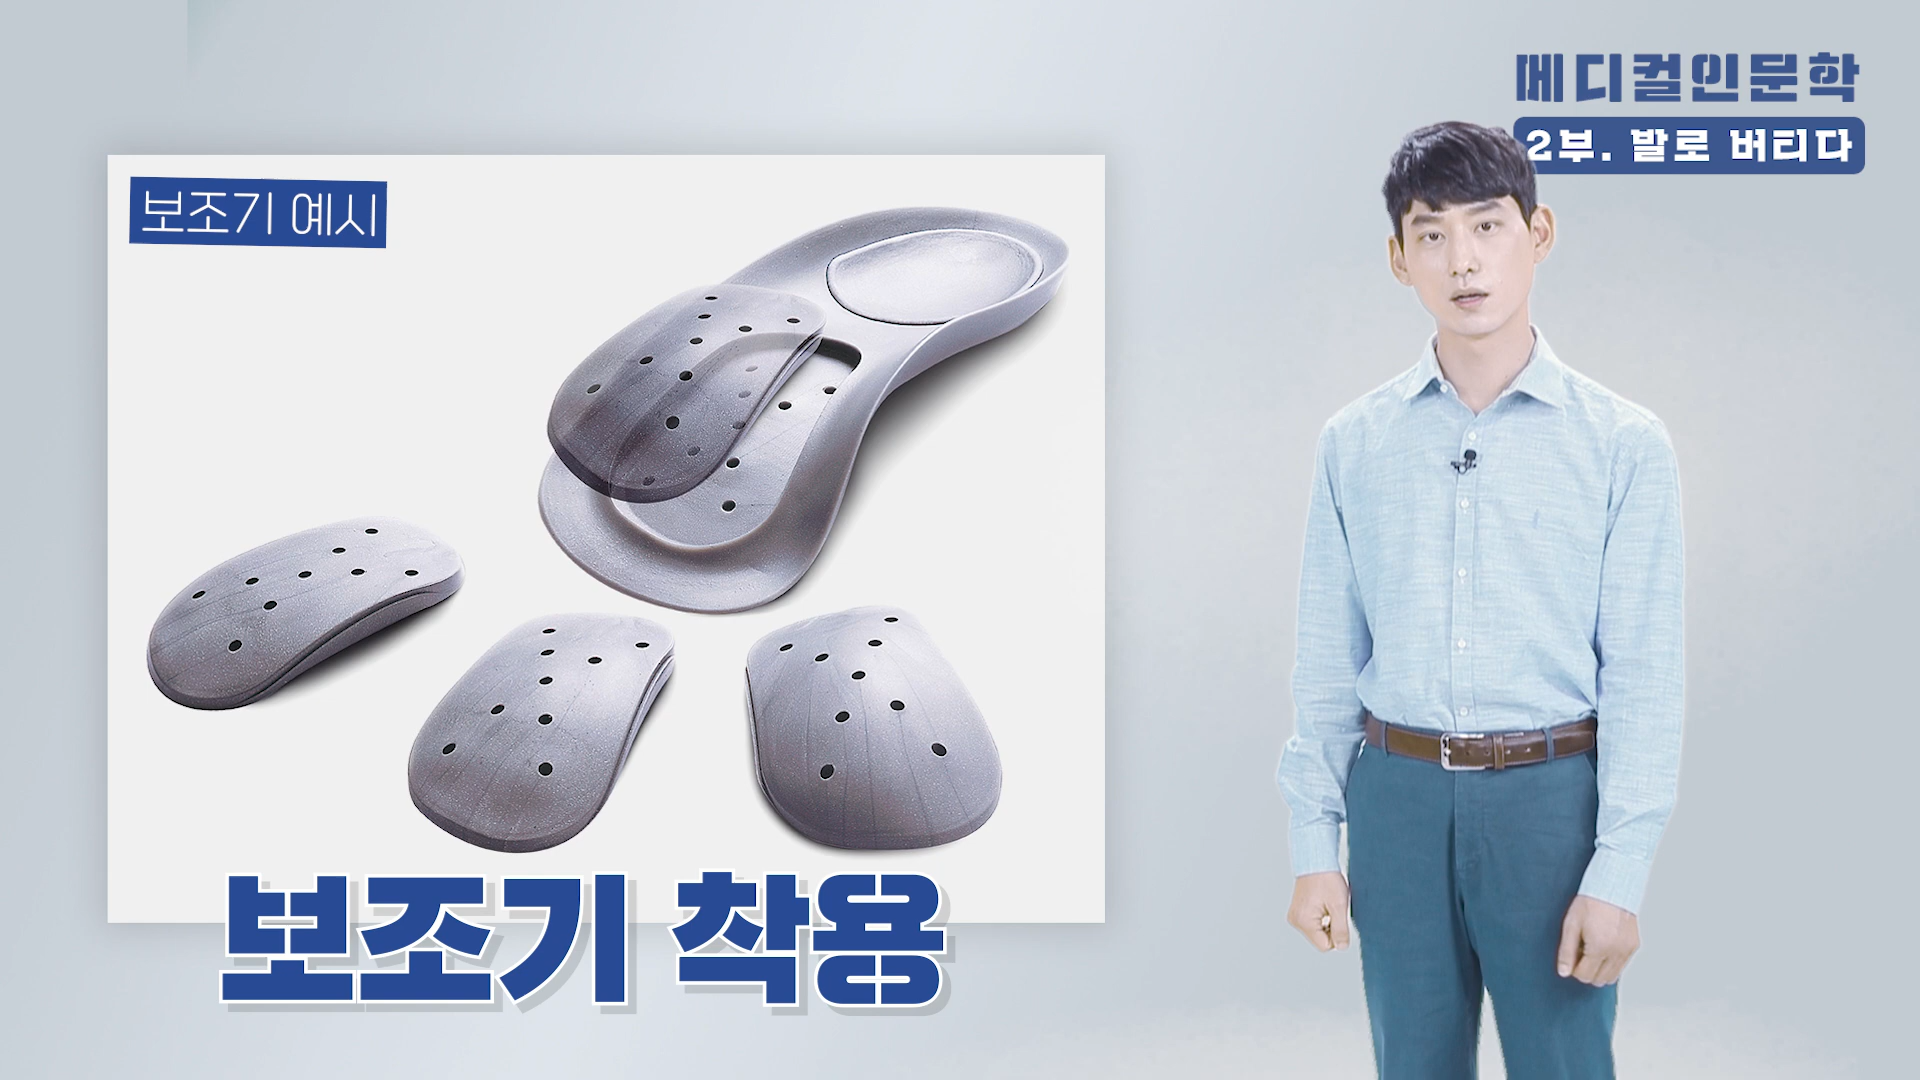 메디컬인문학
2부. 발로 버티다
보조기 예시
보조기 착용